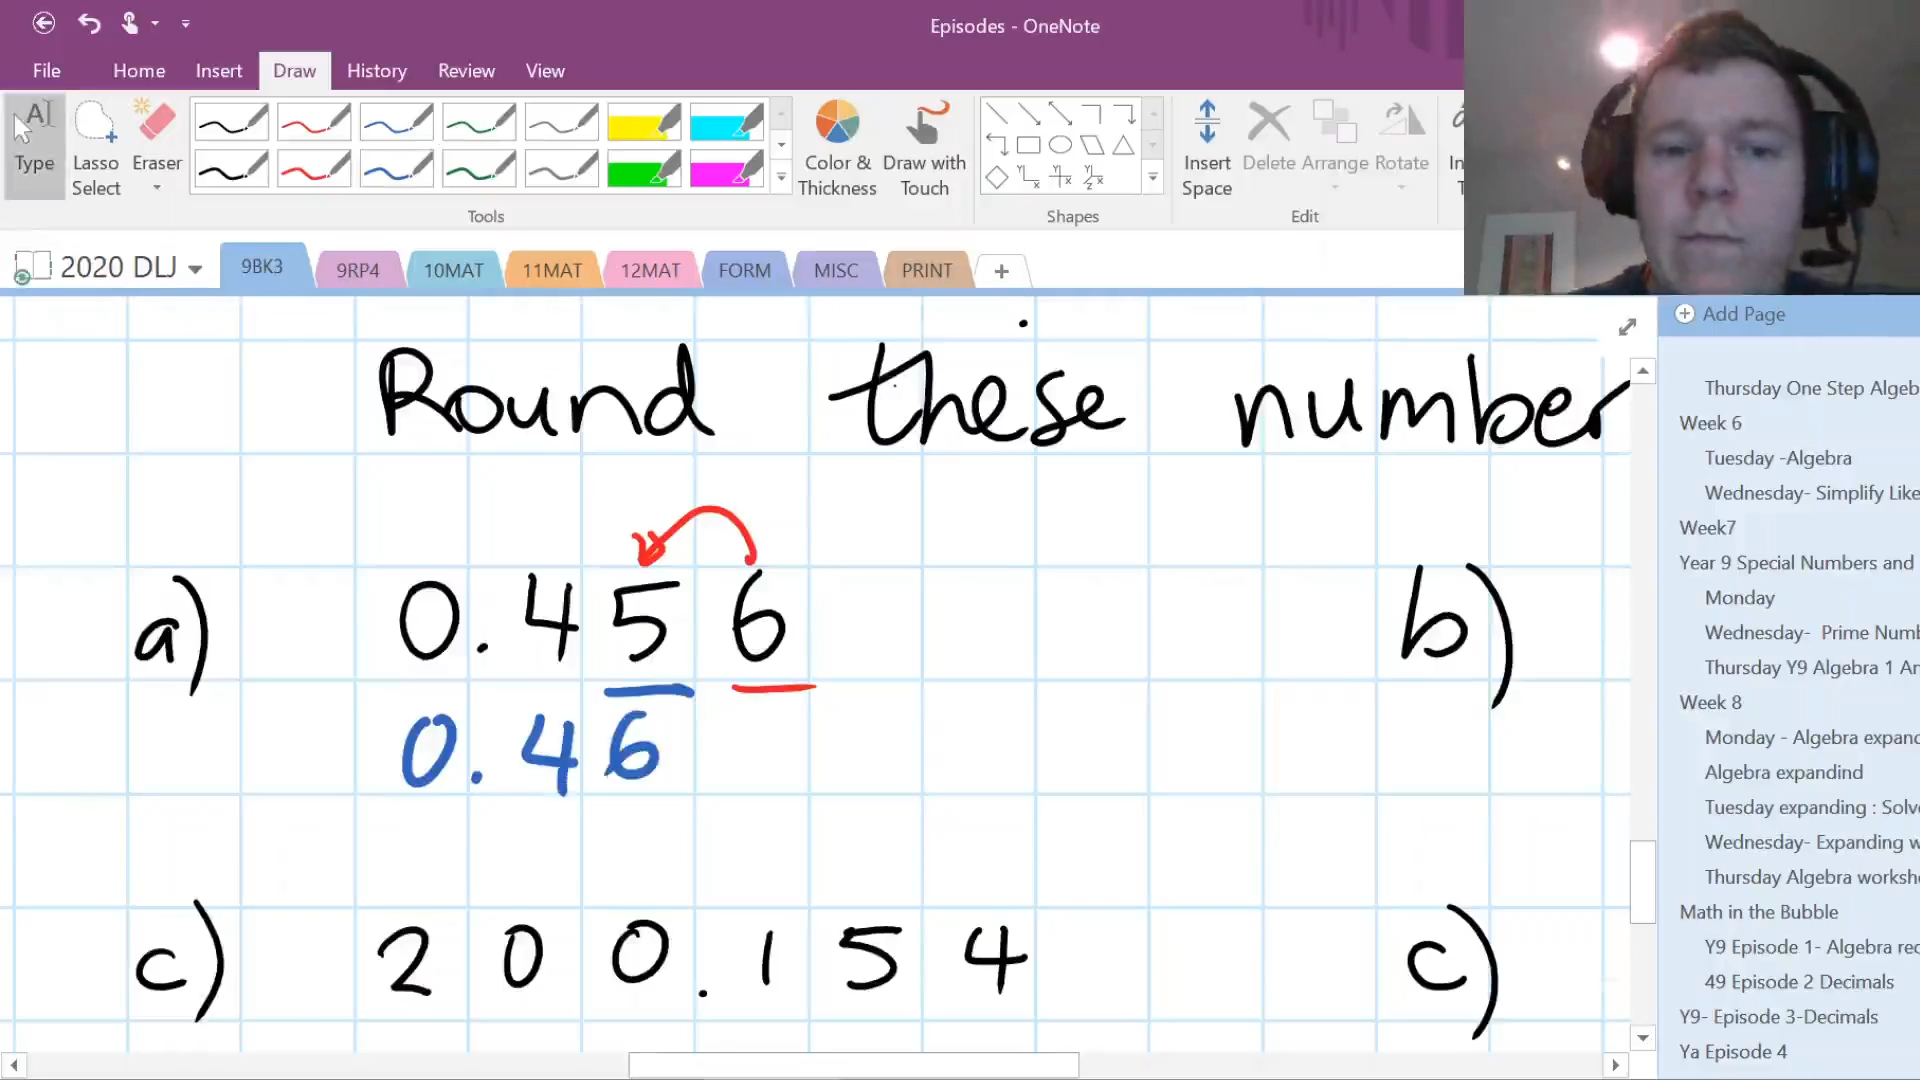 Episodes - OneNote
File Home Insert Draw History Review View
Type
Lasso Select
Eraser
Color & Thickness
Draw with Touch
Insert Space
Delete Arrange Rotate
Tools
Shapes
Edit
2020 DLJ
9BK3 9RP4 10MAT 11MAT 12MAT FORM MISC PRINT +
Round these number
a) 0.456
b)
0.46
c) 200.154
c)
Add Page
Thursday One Step Algeb
Week 6
Tuesday -Algebra
Wednesday- Simplify Like
Week7
Year 9 Special Numbers and
Monday
Wednesday- Prime Numb
Thursday Y9 Algebra 1 An
Week 8
Monday - Algebra expand
Algebra expandind
Tuesday expanding : Solve
Wednesday- Expanding w
Thursday Algebra workshe
Math in the Bubble
Y9 Episode 1- Algebra rec
49 Episode 2 Decimals
Y9- Episode 3-Decimals
Ya Episode 4